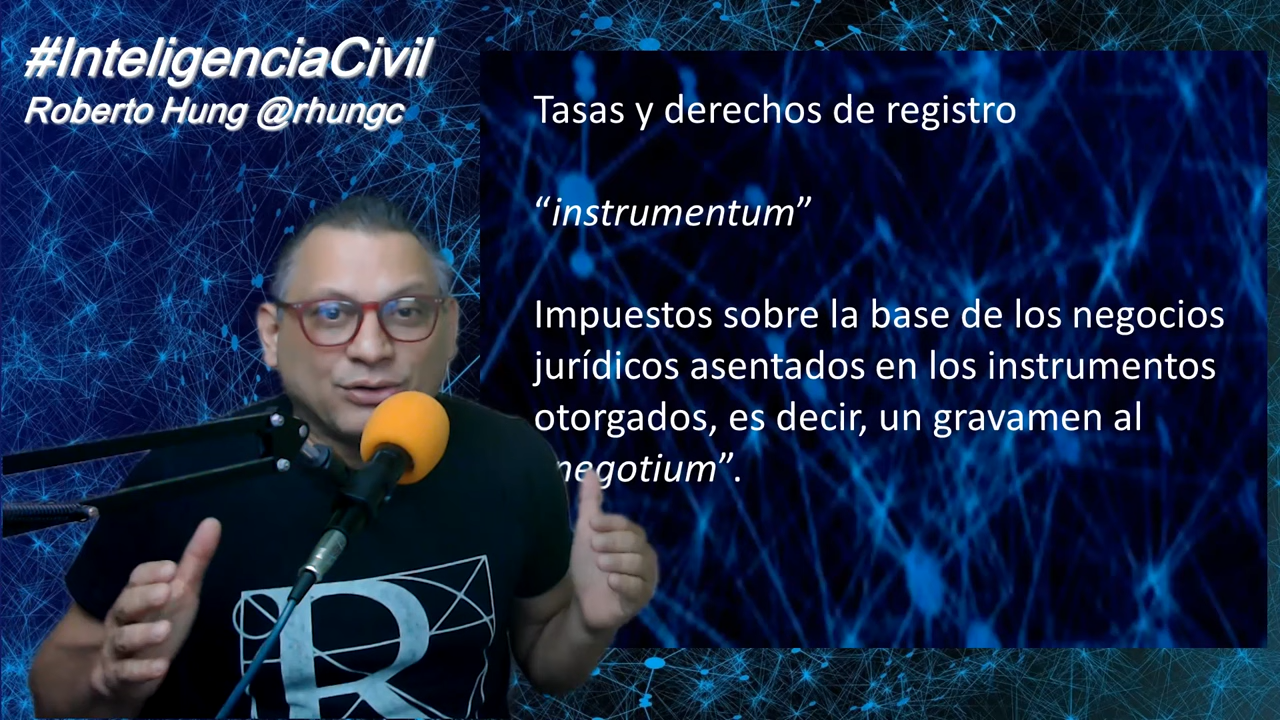 #InteligenciaCivil
Roberto Hung @rhungc
Tasas y derechos de registro
“instrumentum”
Impuestos sobre la base de los negocios
jurídicos asentados en los instrumentos
otorgados, es decir, un gravamen al
negotium”.
R